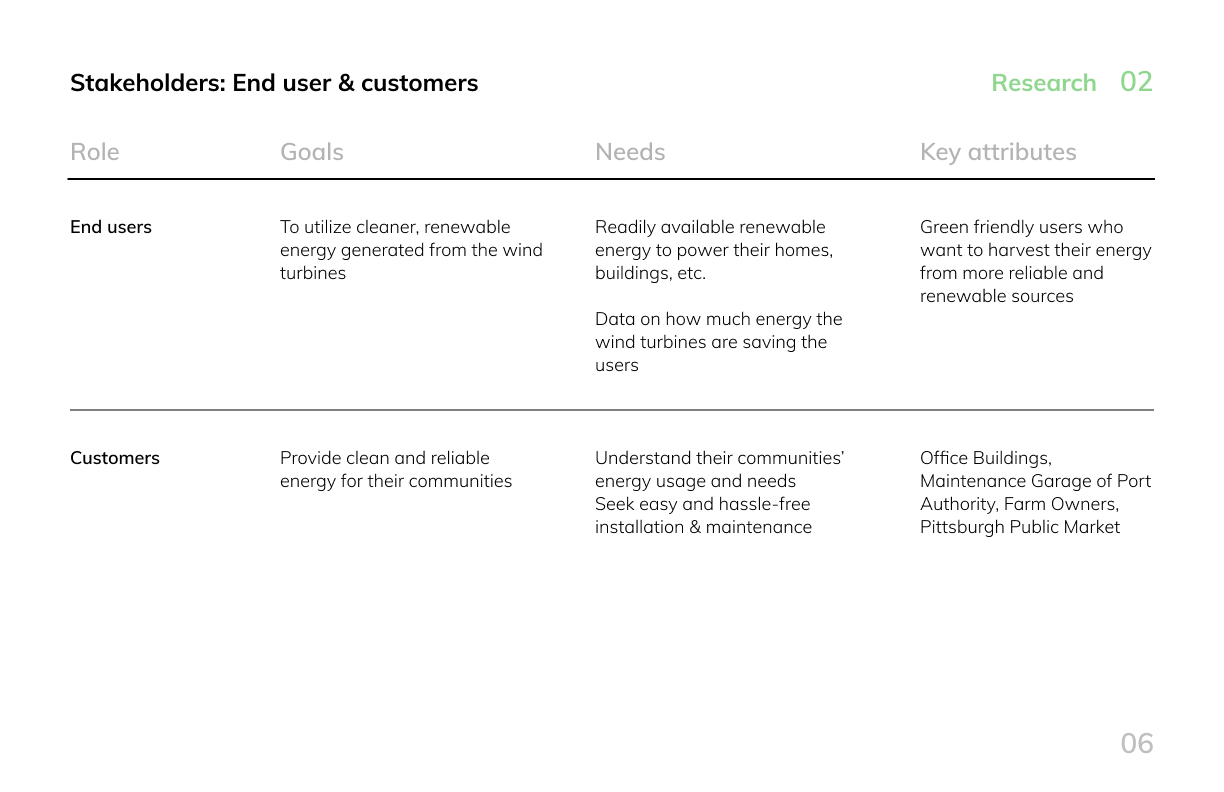 Stakeholders: End user & customers
Research 02
Role Goals Needs Key attributes
End users
To utilize cleaner, renewable
energy generated from the wind
turbines
Readily available renewable
energy to power their homes,
buildings, etc.
Data on how much energy the
wind turbines are saving the
users
Green friendly users who
want to harvest their energy
from more reliable and
renewable sources
Customers
Provide clean and reliable
energy for their communities
Understand their communities’
energy usage and needs
Seek easy and hassle-free
installation & maintenance
Office Buildings,
Maintenance Garage of Port
Authority, Farm Owners,
Pittsburgh Public Market
06